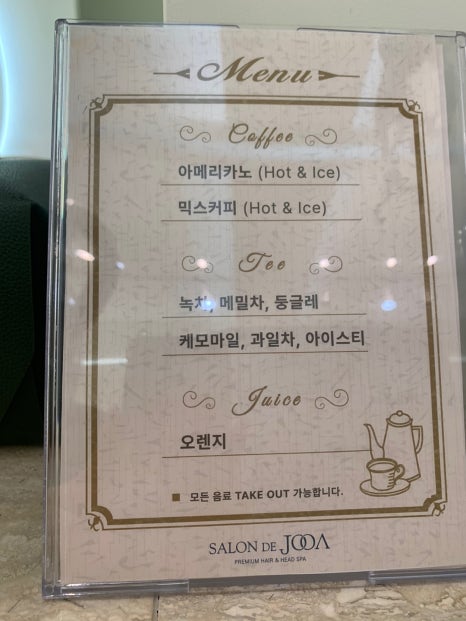 Menu
Coffee
아메리카노 (Hot & Ice)
믹스커피 (Hot & Ice)
Tee
녹차, 메밀차, 둥글레
케모마일, 과일차, 아이스티
Juice
오렌지
■ 모든 음료 TAKE OUT 가능합니다.
SALON DE JOOA
PREMIUM HAIR & HEAD SPA